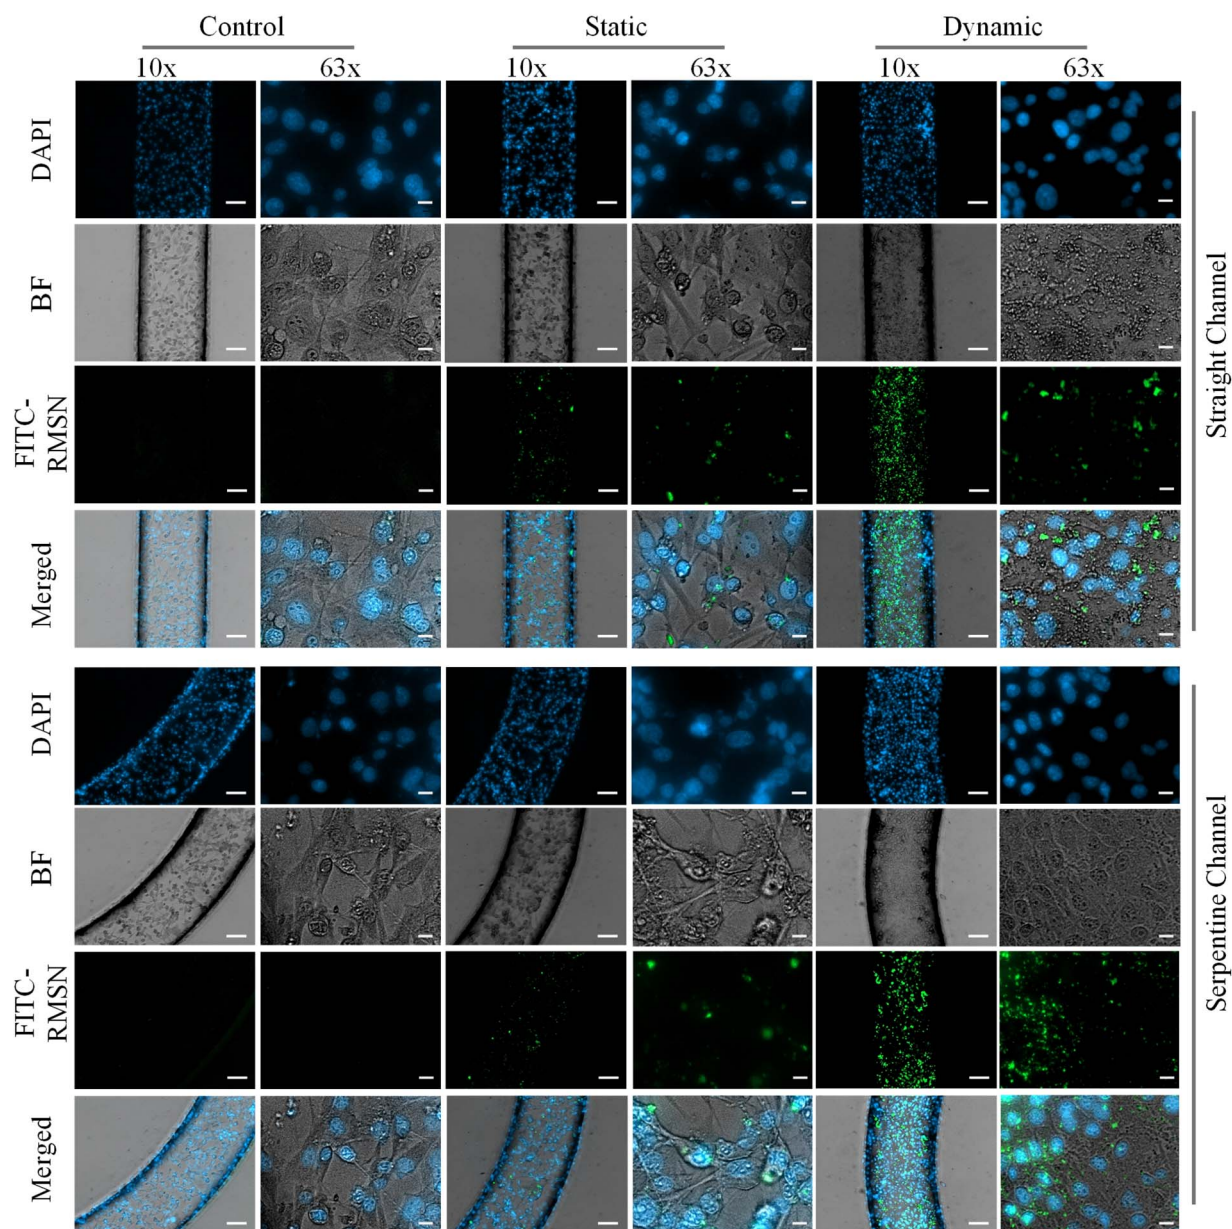 Control Static Dynamic
10x 63x 10x 63x 10x 63x
DAPI
BF
FITC-
RMSN
Merged
Straight Channel
DAPI
BF
FITC-
RMSN
Merged
Serpentine Channel